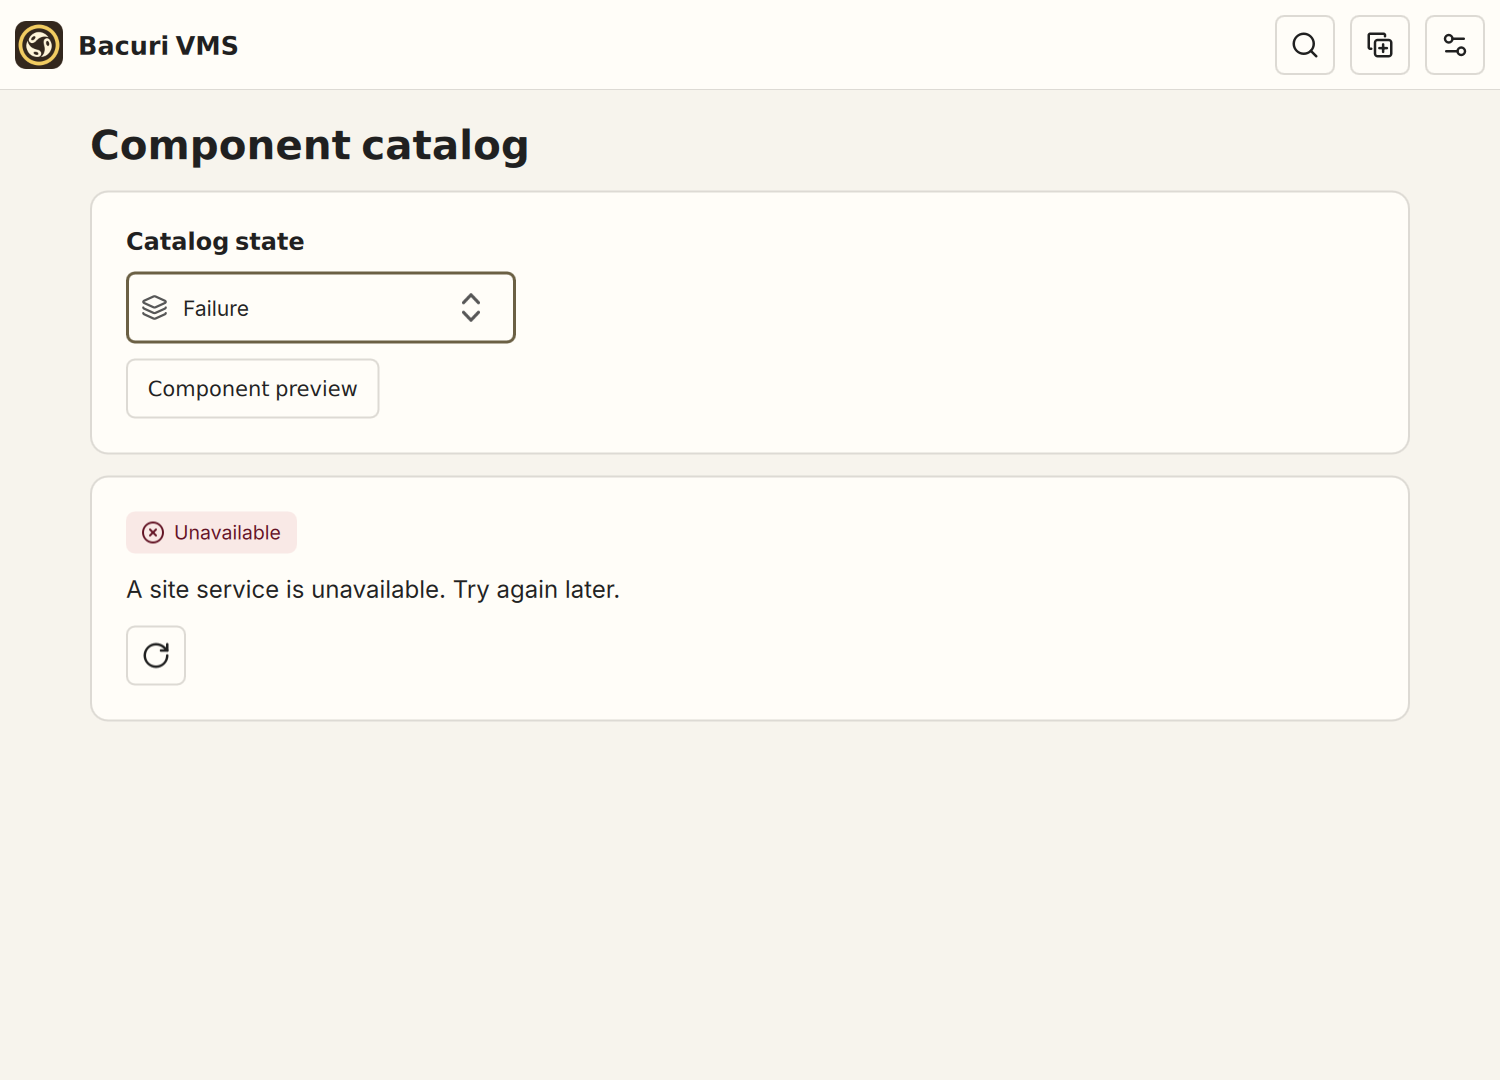 Bacuri VMS
Component catalog
Catalog state
Failure
Component preview
Unavailable
A site service is unavailable. Try again later.